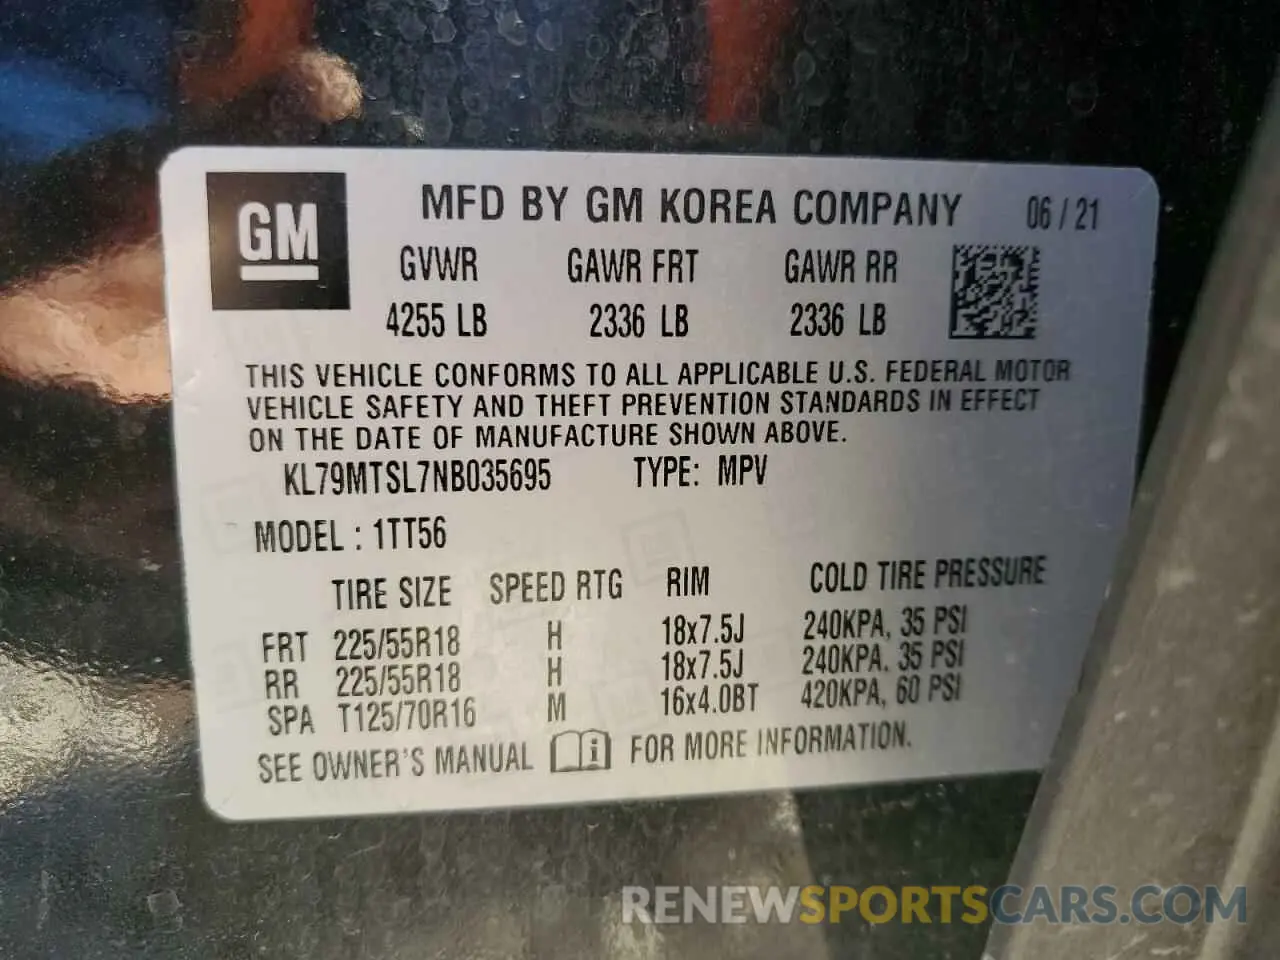 GM
MFD BY GM KOREA COMPANY 06/21
GVWR GAWR FRT GAWR RR
4255 LB 2336 LB 2336 LB
THIS VEHICLE CONFORMS TO ALL APPLICABLE U.S. FEDERAL MOTOR
VEHICLE SAFETY AND THEFT PREVENTION STANDARDS IN EFFECT
ON THE DATE OF MANUFACTURE SHOWN ABOVE.
KL79MTSL7NB035695 TYPE: MPV
MODEL : 1TT56
TIRE SIZE SPEED RTG RIM COLD TIRE PRESSURE
FRT 225/55R18 H 18x7.5J 240KPA, 35 PSI
RR 225/55R18 H 18x7.5J 240KPA. 35 PSI
SPA T125/70R16 M 16x4.0BT 420KPA, 60 PSI
SEE OWNER'S MANUAL i FOR MORE INFORMATION.
RENEWSPORTSCARS.COM